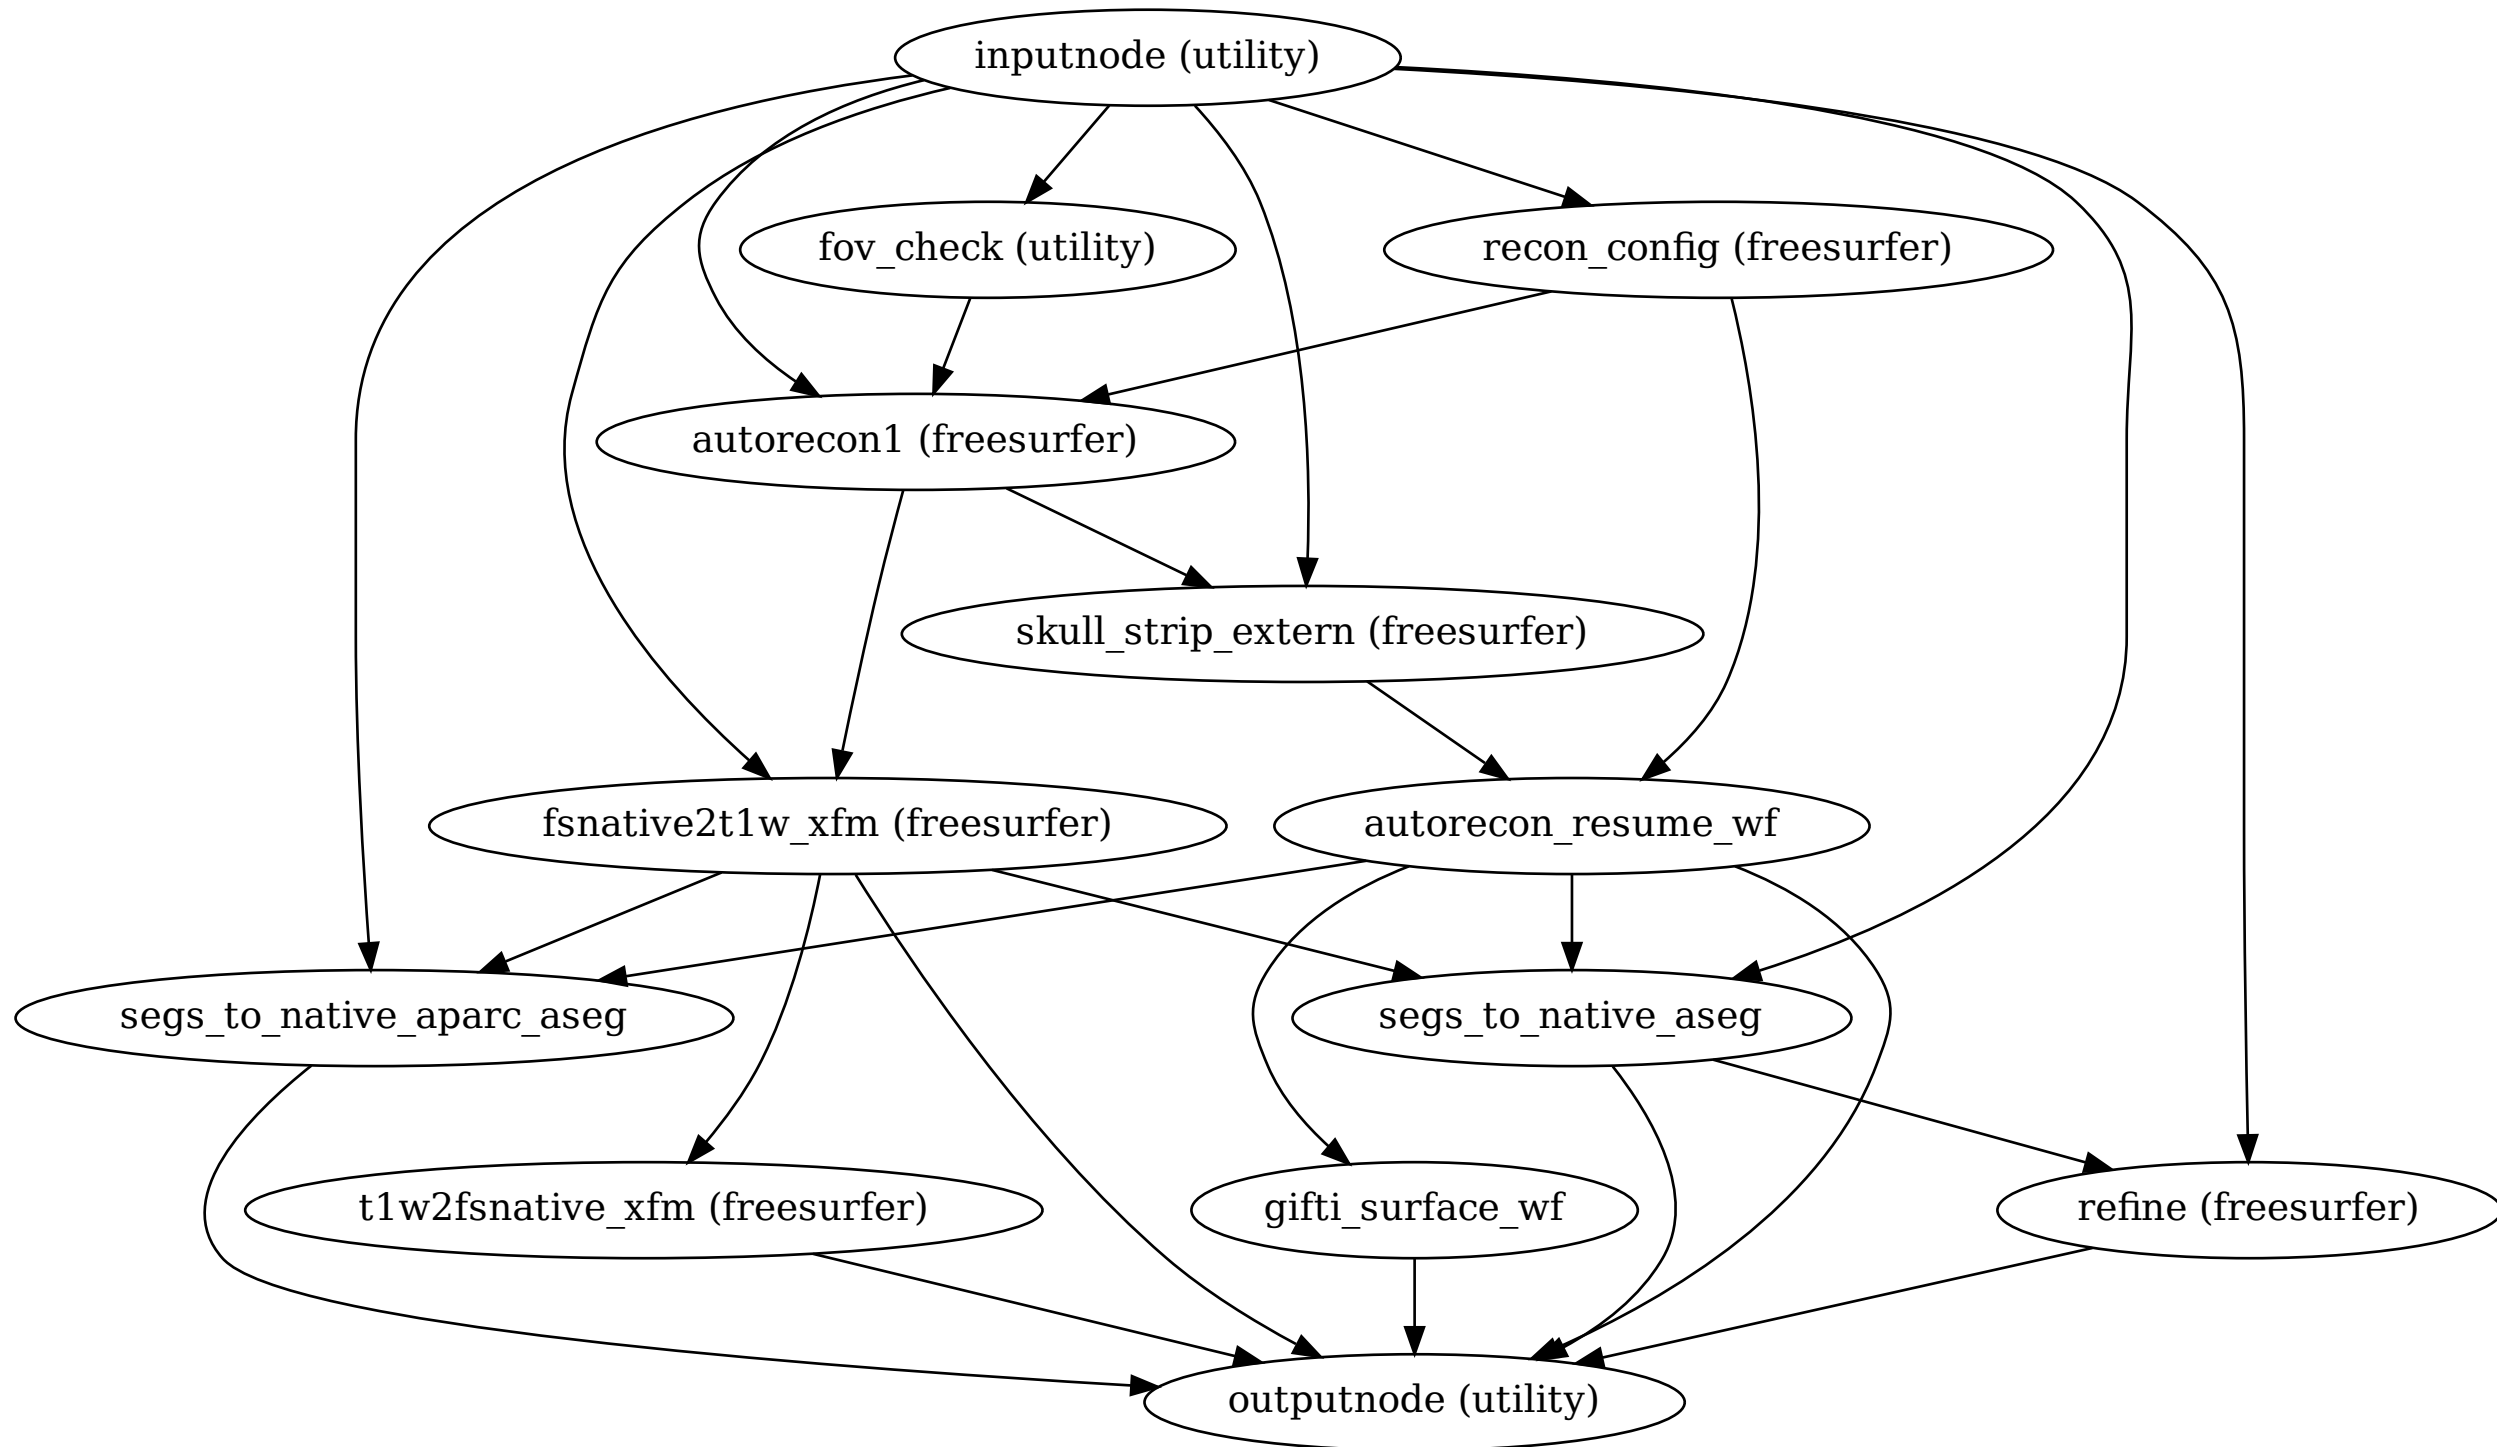 inputnode (utility)
fov_check (utility)
recon_config (freesurfer)
autorecon1 (freesurfer)
skull_strip_extern (freesurfer)
fsnative2t1w_xfm (freesurfer)
autorecon_resume_wf
segs_to_native_aparc_aseg
segs_to_native_aseg
t1w2fsnative_xfm (freesurfer)
gifti_surface_wf
refine (freesurfer)
outputnode (utility)